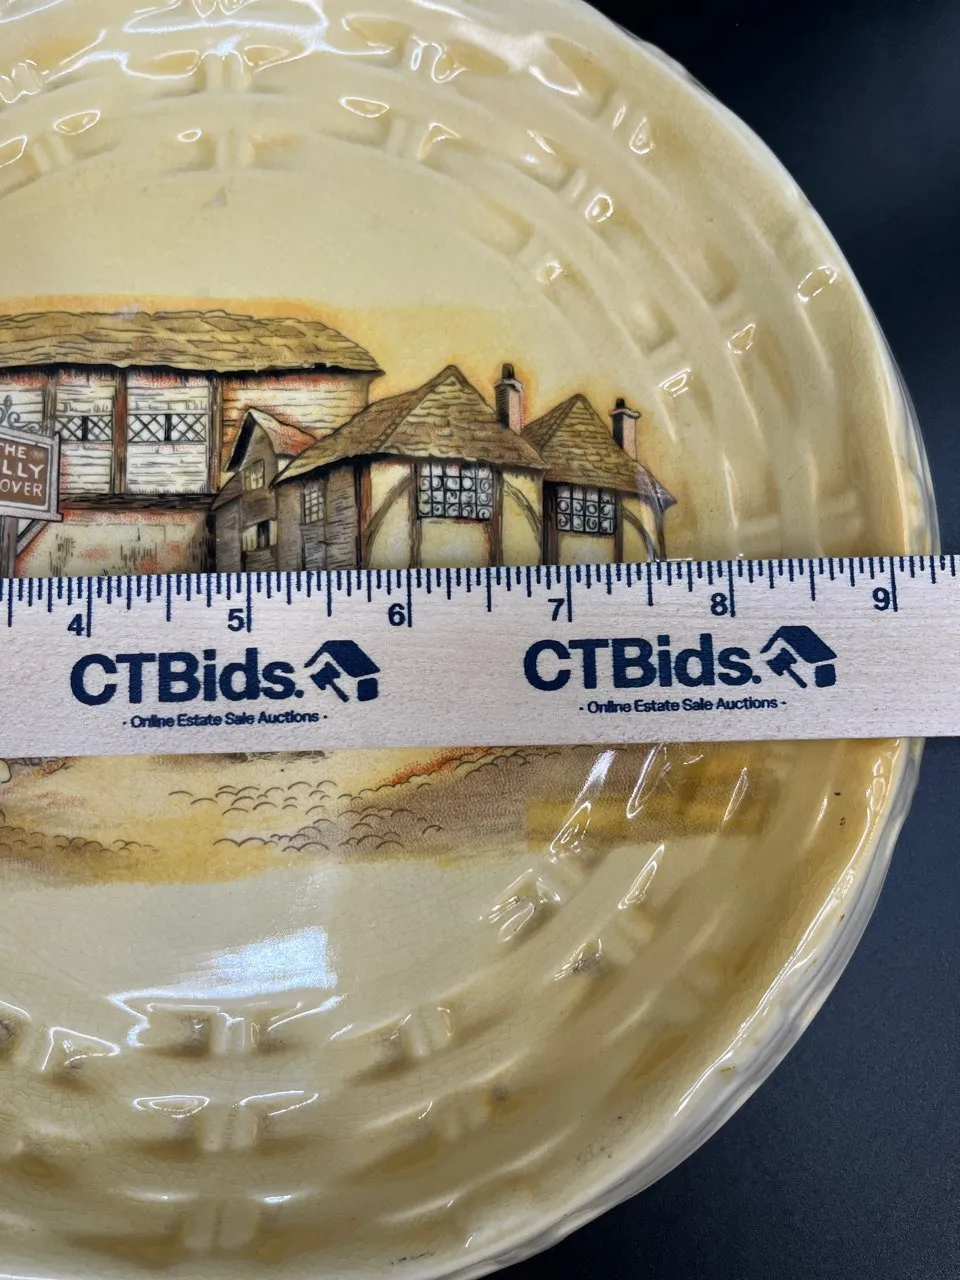 THE
LLY
OVER
4 5 6 7 8 9
CTBids. CTBids.
· Online Estate Sale Auctions · · Online Estate Sale Auctions ·